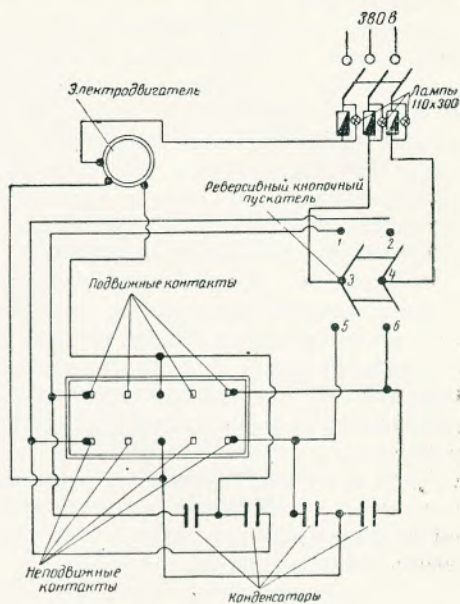 380 в
Электродвигатель
Лампы
110х300
Реверсивный кнопочный
пускатель
1
2
3
4
Подвижные контакты
5
6
Неподвижные
контакты
Конденсаторы